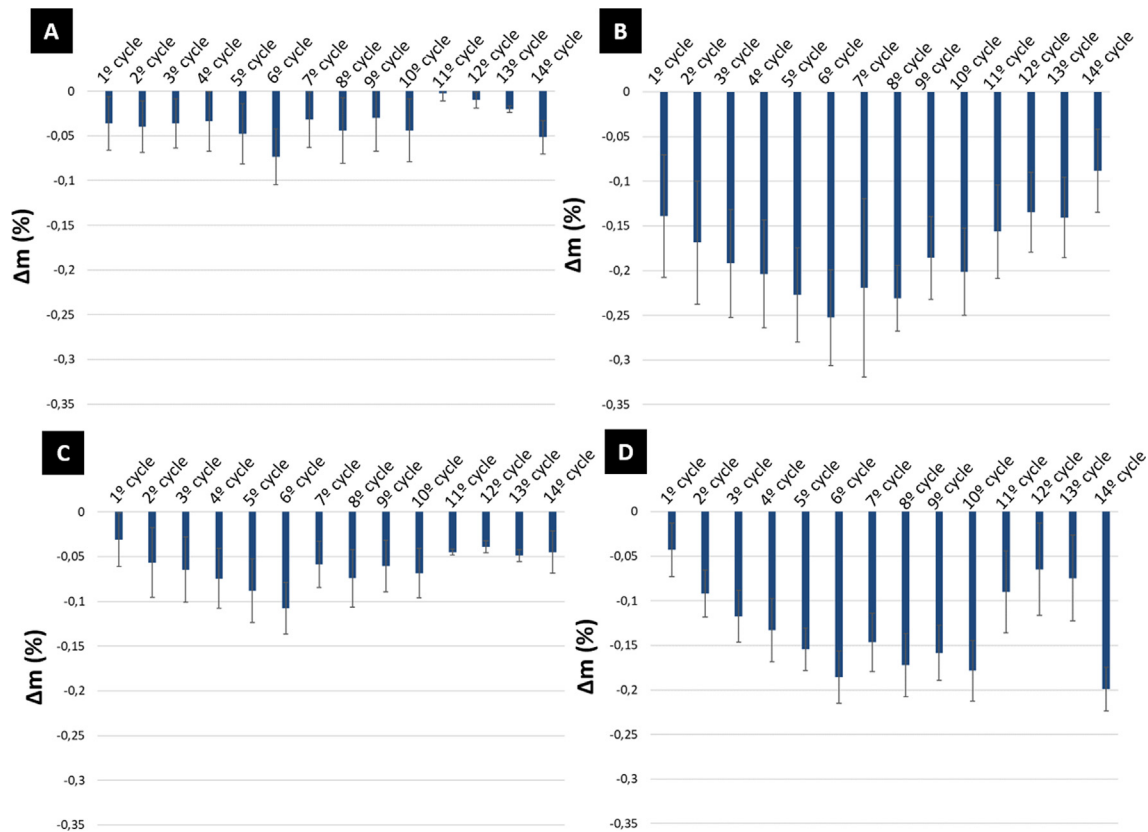 A
1º cycle
2º cycle
3º cycle
4º cycle
5º cycle
6º cycle
7º cycle
8º cycle
9º cycle
10º cycle
11º cycle
12º cycle
13º cycle
14º cycle
0
-0,05
-0,1
-0,15
-0,2
-0,25
-0,3
-0,35
Δm (%)
B
1º cycle
2º cycle
3º cycle
4º cycle
5º cycle
6º cycle
7º cycle
8º cycle
9º cycle
10º cycle
11º cycle
12º cycle
13º cycle
14º cycle
0
-0,05
-0,1
-0,15
-0,2
-0,25
-0,3
-0,35
Δm (%)
C
1º cycle
2º cycle
3º cycle
4º cycle
5º cycle
6º cycle
7º cycle
8º cycle
9º cycle
10º cycle
11º cycle
12º cycle
13º cycle
14º cycle
0
-0,05
-0,1
-0,15
-0,2
-0,25
-0,3
-0,35
Δm (%)
D
1º cycle
2º cycle
3º cycle
4º cycle
5º cycle
6º cycle
7º cycle
8º cycle
9º cycle
10º cycle
11º cycle
12º cycle
13º cycle
14º cycle
0
-0,05
-0,1
-0,15
-0,2
-0,25
-0,3
-0,35
Δm (%)